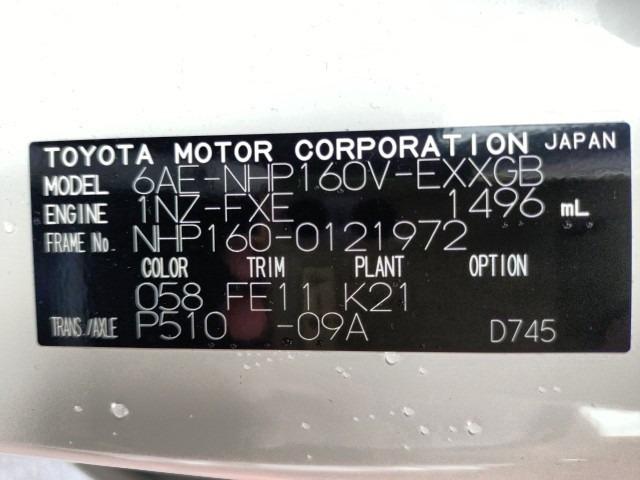 TOYOTA MOTOR CORPORATION JAPAN
MODEL 6AE-NHP160V-EXXGB
ENGINE 1NZ-FXE 1496 mL
FRAME No. NHP160-0121972
COLOR TRIM PLANT OPTION
058 FE11 K21
TRANS./AXLE P510 -09A D745